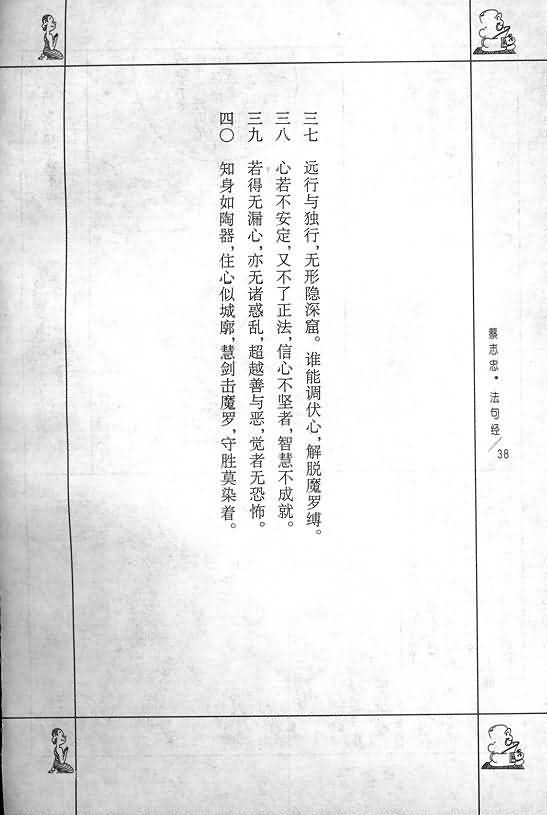 三七 远行与独行，无形隐深窟。谁能调伏心，解脱魔罗缚。
三八 心若不安定，又不了正法，信心不坚者，智慧不成就。
三九 若得无漏心，亦无诸惑乱，超越善与恶，觉者无恐怖。
四〇 知身如陶器，住心似城廓，慧剑击魔罗，守胜莫染着。
蔡志忠·法句经/38